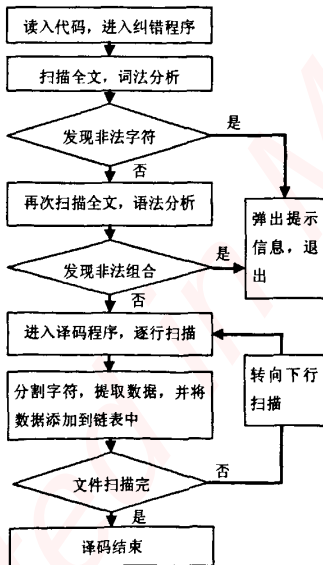 读入代码，进入纠错程序
扫描全文，词法分析
发现非法字符
是
否
再次扫描全文，语法分析
弹出提示
信息，退
出
发现非法组合
是
否
进入译码程序，逐行扫描
分割字符，提取数据，并将
数据添加到链表中
转向下行
扫描
文件扫描完
否
是
译码结束